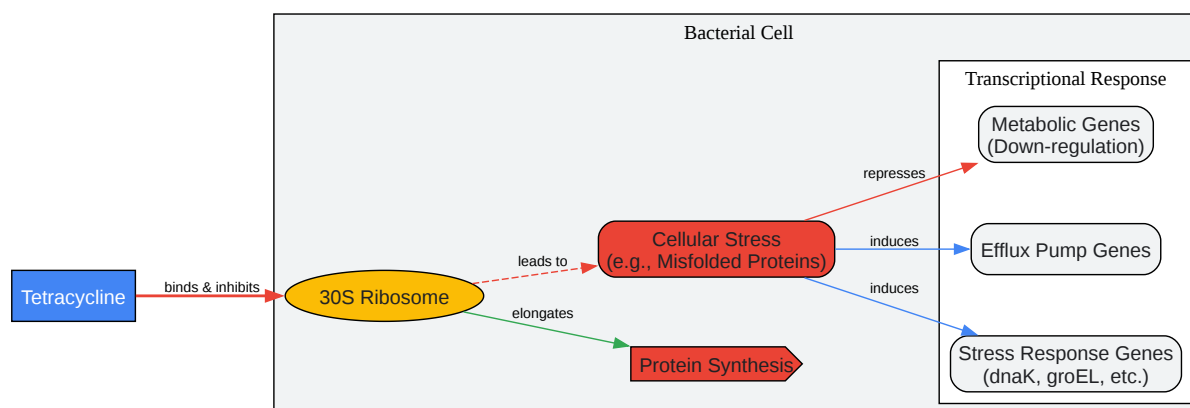 Bacterial Cell
Transcriptional Response
Metabolic Genes
(Down-regulation)
represses
Cellular Stress
(e.g., Misfolded Proteins)
induces
Efflux Pump Genes
leads to
induces
Tetracycline
binds & inhibits
30S Ribosome
elongates
Protein Synthesis
Stress Response Genes
(dnaK, groEL, etc.)